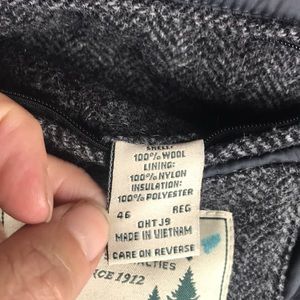 SHELL:
100% WOOL
LINING:
100% NYLON
INSULATION:
100% POLYESTER
46 REG
OHTJ9
MADE IN VIETNAM
CARE ON REVERSE
SINCE 1912